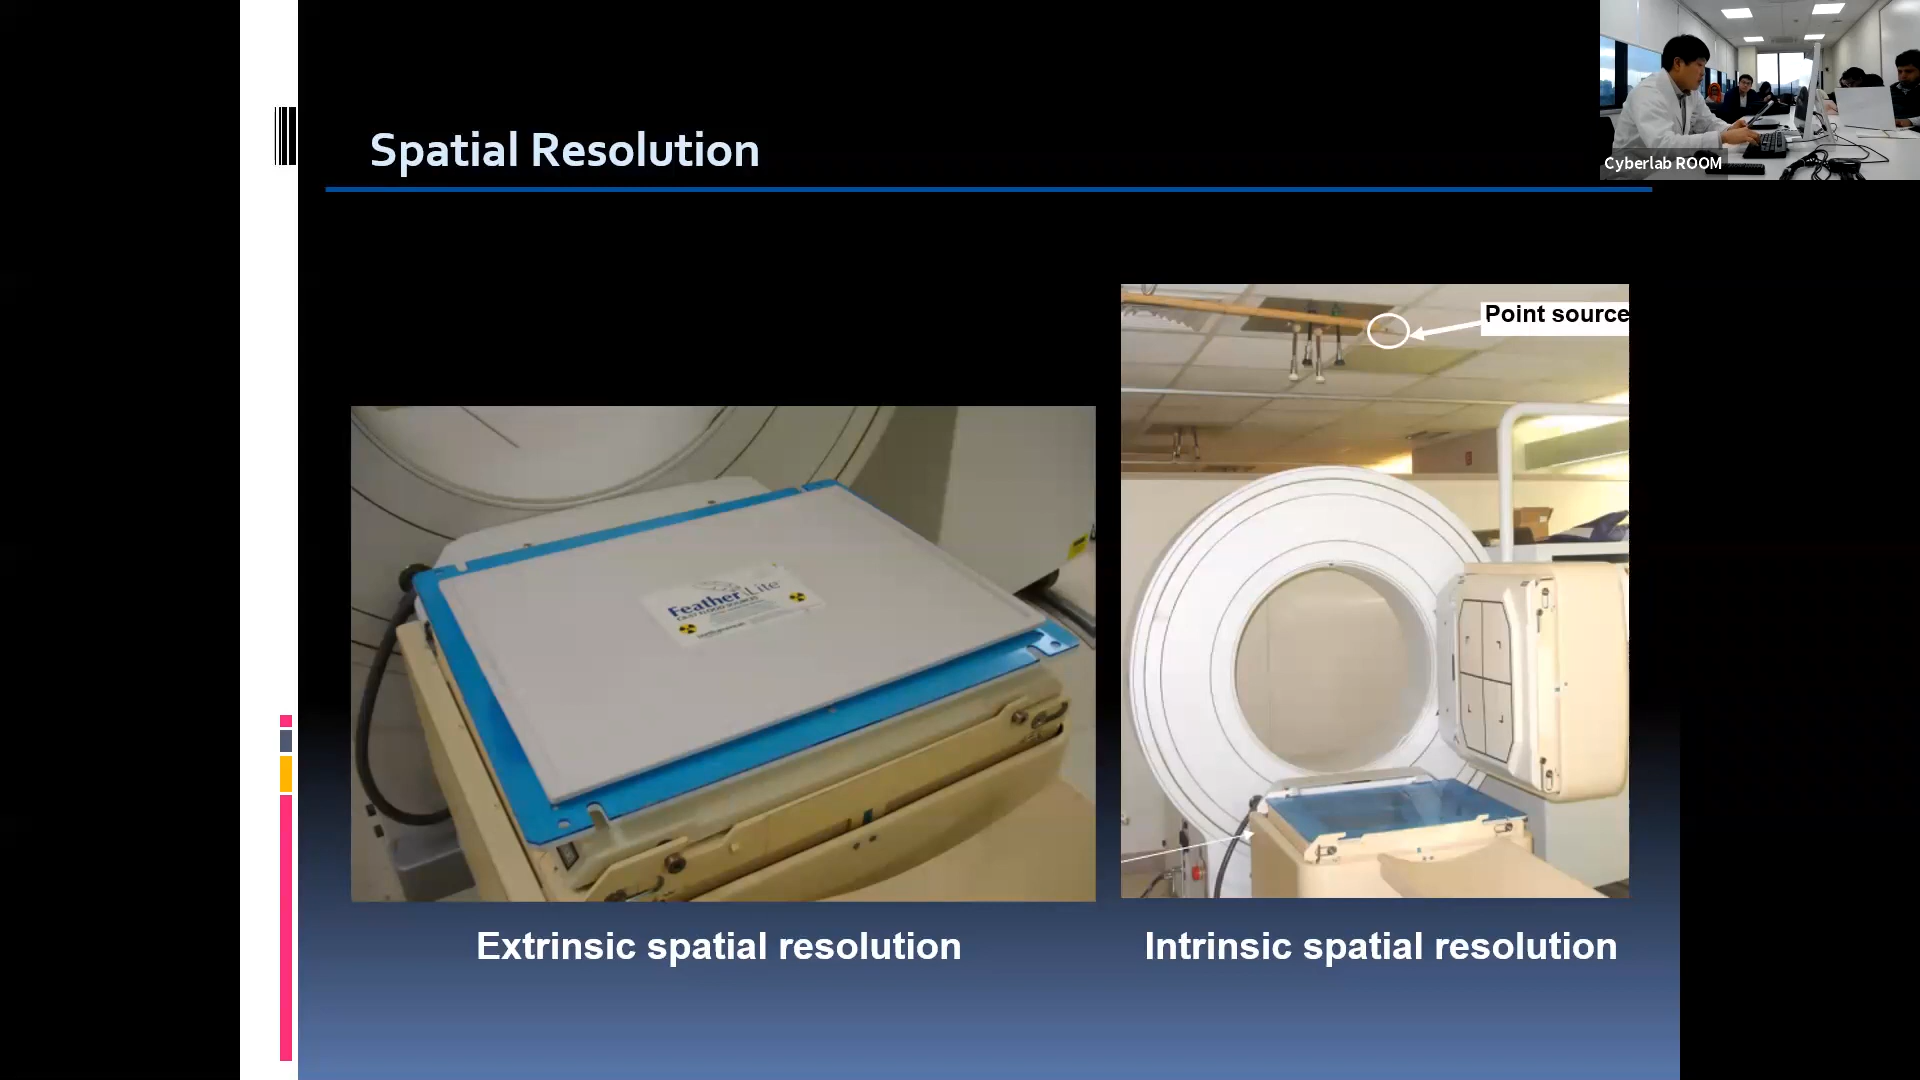 Spatial Resolution
Cyberlab ROOM
Point source
Feather Lite
Extrinsic spatial resolution
Intrinsic spatial resolution